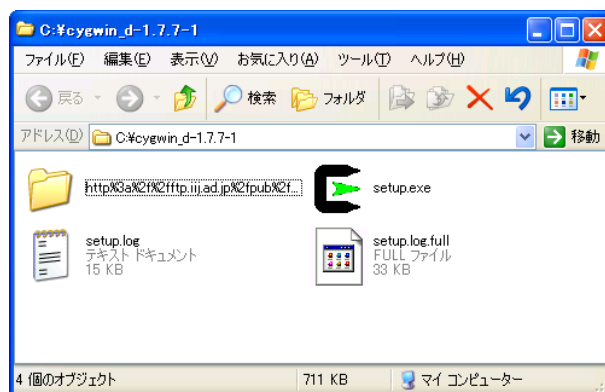 C:¥cygwin_d-1.7.7-1
ファイル(F) 編集(E) 表示(V) お気に入り(A) ツール(T) ヘルプ(H)
戻る 検索 フォルダ
アドレス(D) C:¥cygwin_d-1.7.7-1 移動
http%3a%2f%2fftp.iij.ad.jp%2fpub%2f...
setup.exe
setup.log
テキスト ドキュメント
15 KB
setup.log.full
FULL ファイル
33 KB
4 個のオブジェクト 711 KB マイ コンピューター